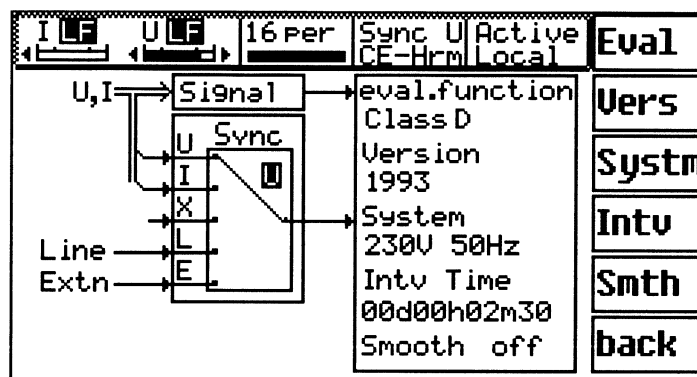 I LF U LF 16 per Sync U Active Eval
CE-Hrm Local
U,I Signal eval.function
Class D
Vers
Sync
U
Version
1993
Systm
I
U
X
System
230V 50Hz
Intv
Line L
Extn E
Intv Time
00d00h02m30
Smth
Smooth off
back